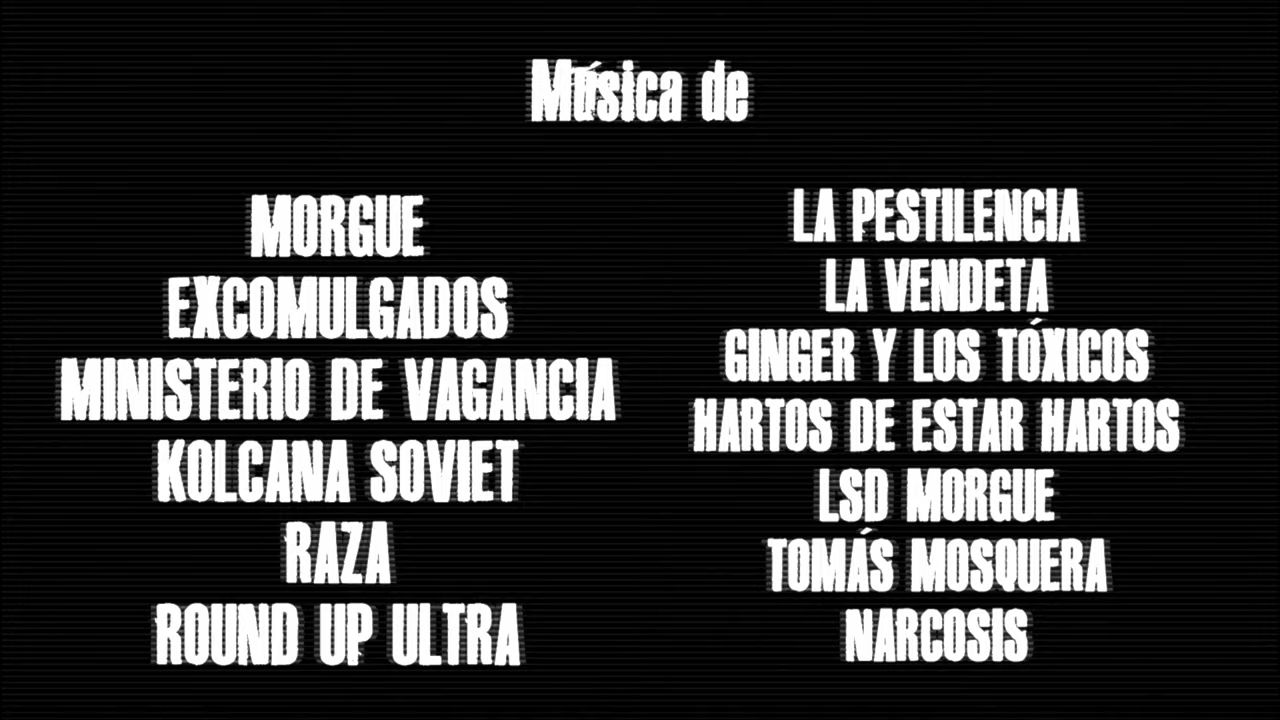 Música de
MORGUE
EXCOMULGADOS
MINISTERIO DE VAGANCIA
KOLCANA SOVIET
RAZA
ROUND UP ULTRA
LA PESTILENCIA
LA VENDETA
GINGER Y LOS TÓXICOS
HARTOS DE ESTAR HARTOS
LSD MORGUE
TOMÁS MOSQUERA
NARCOSIS